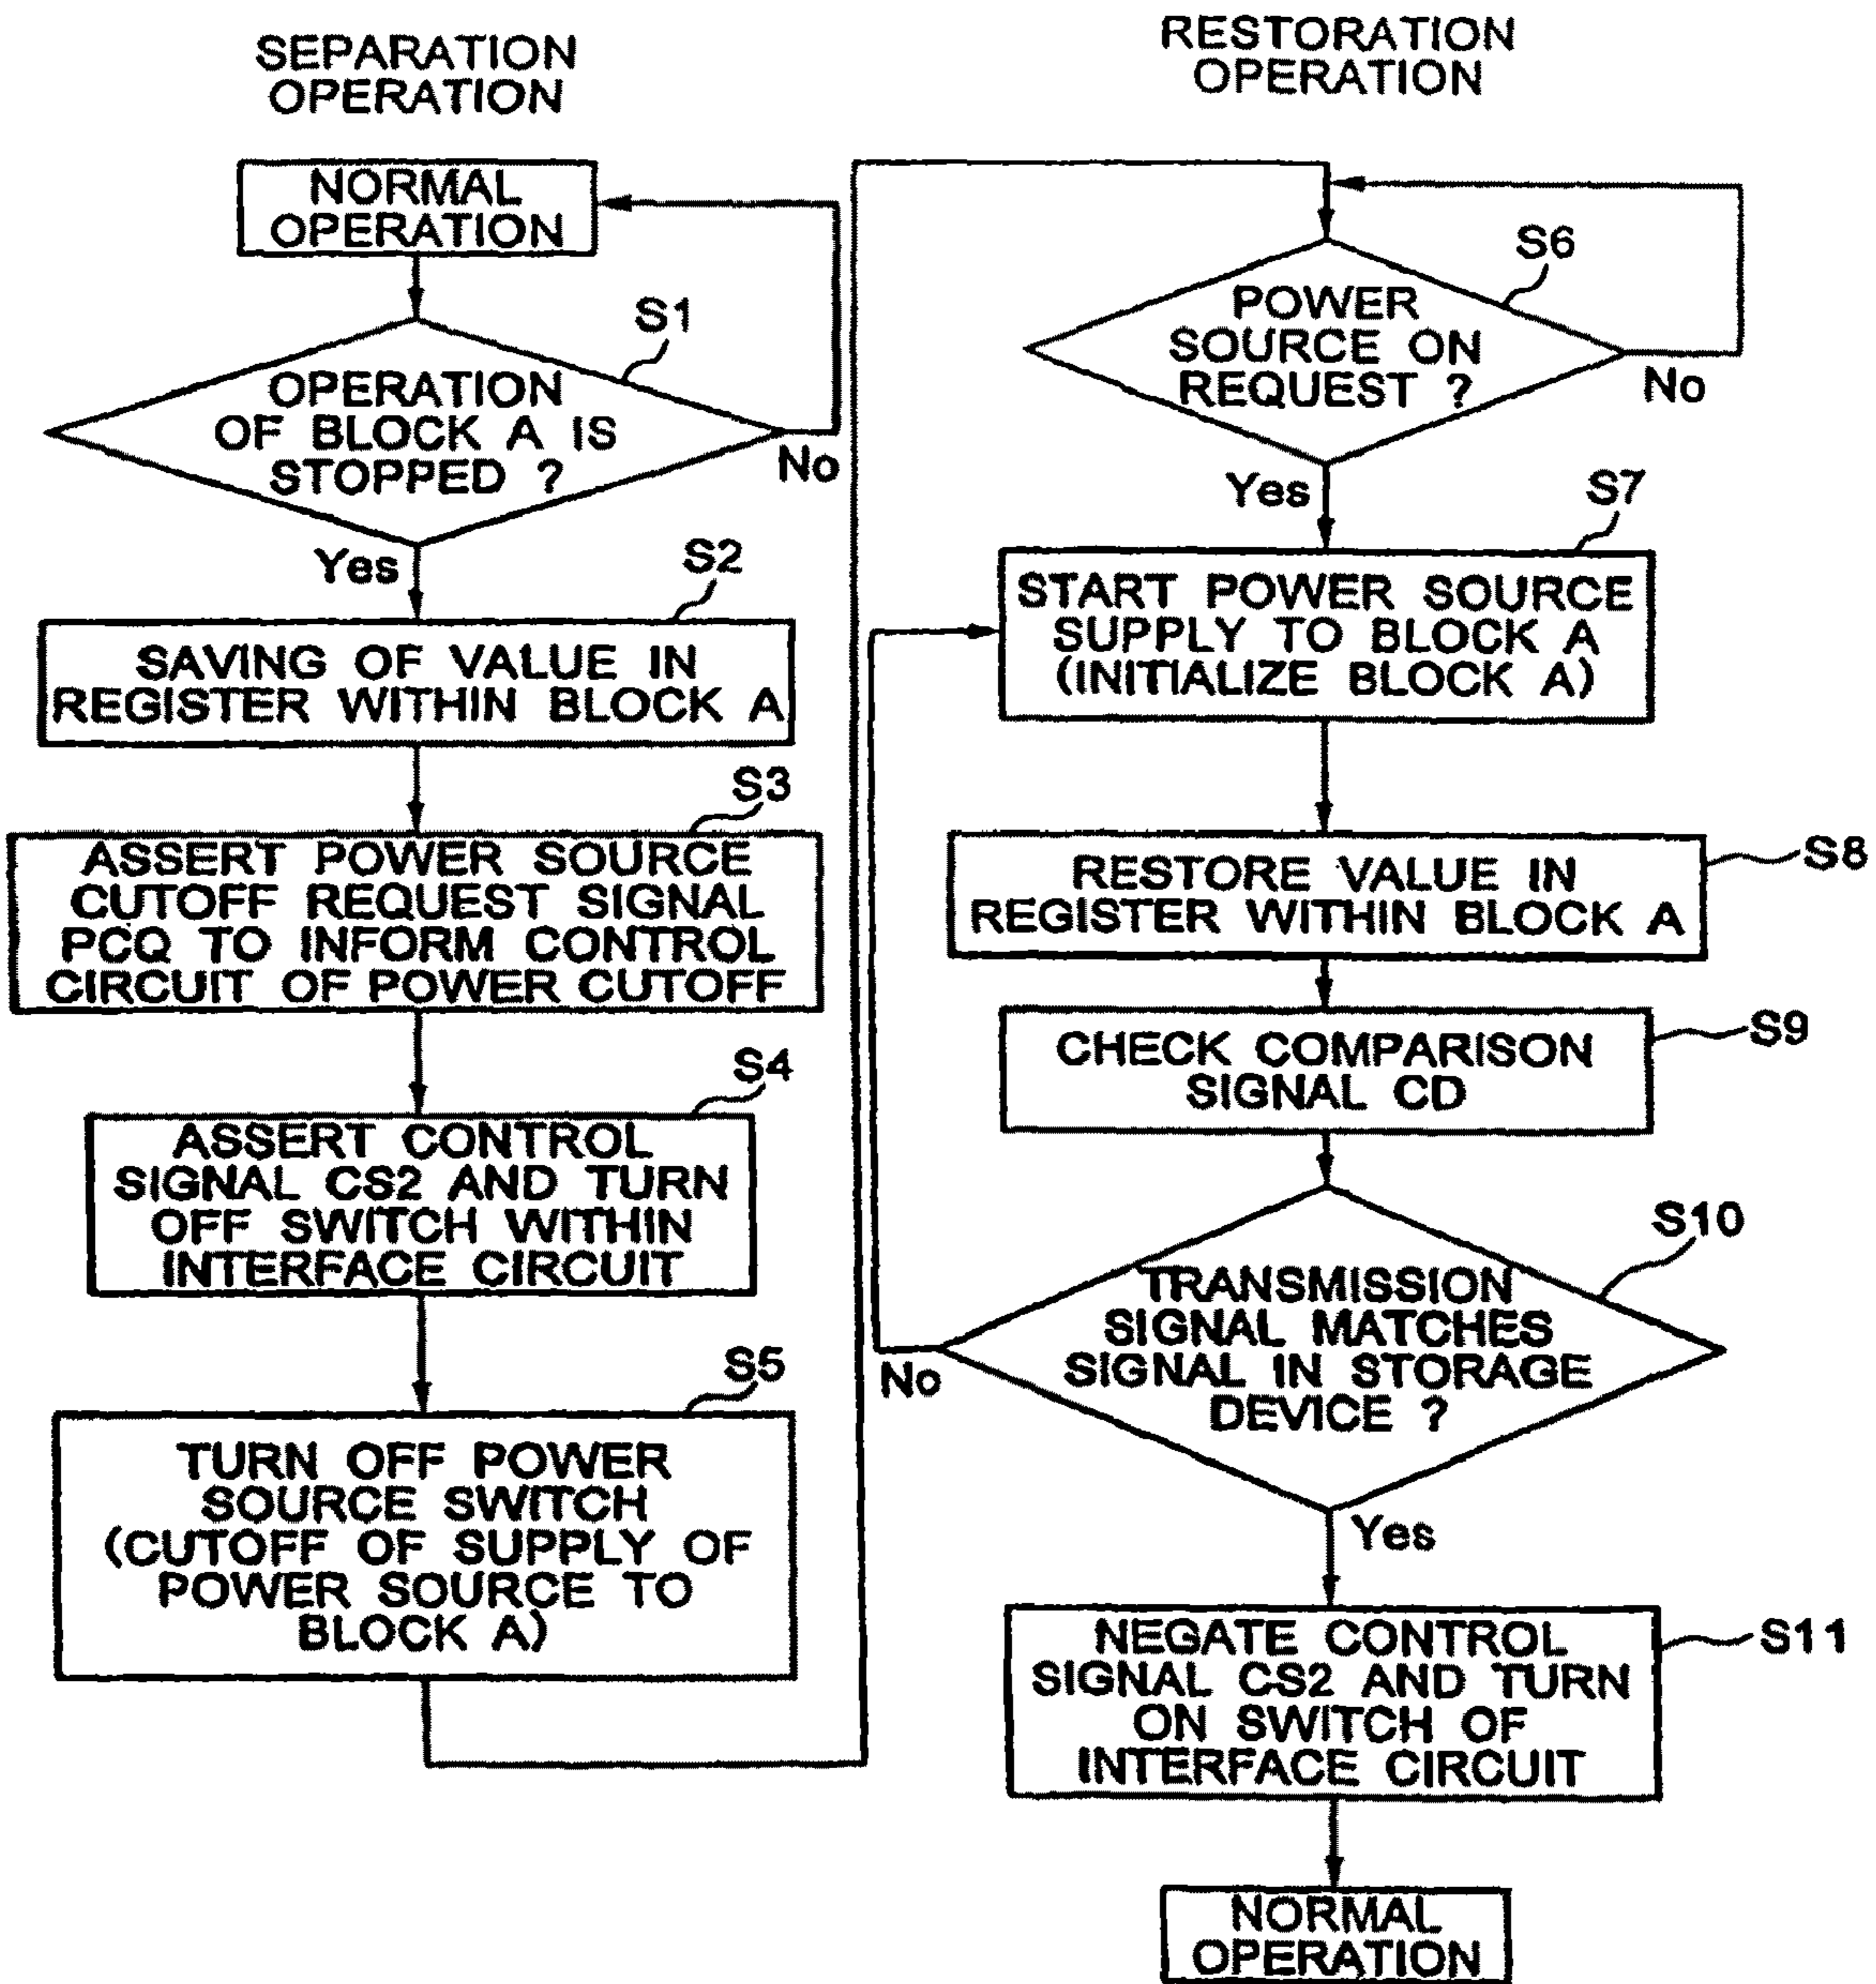 SEPARATION
OPERATION
NORMAL
OPERATION
S1
OPERATION
OF BLOCK A IS
STOPPED ?
No
Yes
S2
SAVING OF VALUE IN
REGISTER WITHIN BLOCK A
S3
ASSERT POWER SOURCE
CUTOFF REQUEST SIGNAL
PCQ TO INFORM CONTROL
CIRCUIT OF POWER CUTOFF
S4
ASSERT CONTROL
SIGNAL CS2 AND TURN
OFF SWITCH WITHIN
INTERFACE CIRCUIT
S5
TURN OFF POWER
SOURCE SWITCH
(CUTOFF OF SUPPLY OF
POWER SOURCE TO
BLOCK A)
RESTORATION
OPERATION
S6
POWER
SOURCE ON
REQUEST ?
No
Yes
S7
START POWER SOURCE
SUPPLY TO BLOCK A
(INITIALIZE BLOCK A)
S8
RESTORE VALUE IN
REGISTER WITHIN BLOCK A
S9
CHECK COMPARISON
SIGNAL CD
S10
TRANSMISSION
SIGNAL MATCHES
SIGNAL IN STORAGE
DEVICE ?
No
Yes
S11
NEGATE CONTROL
SIGNAL CS2 AND TURN
ON SWITCH OF
INTERFACE CIRCUIT
NORMAL
OPERATION